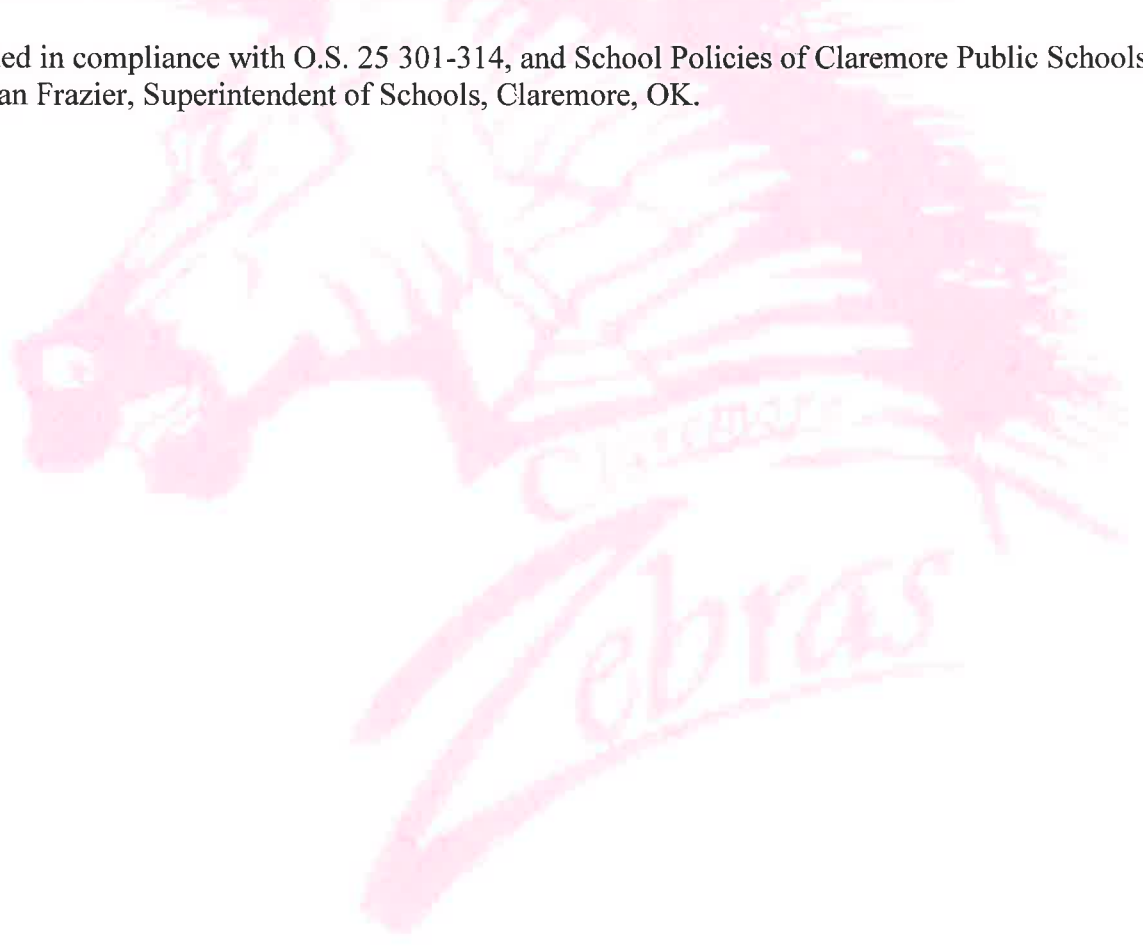 ed in compliance with O.S. 25 301-314, and School Policies of Claremore Public Schools
an Frazier, Superintendent of Schools, Claremore, OK.
Claremore
Zebras